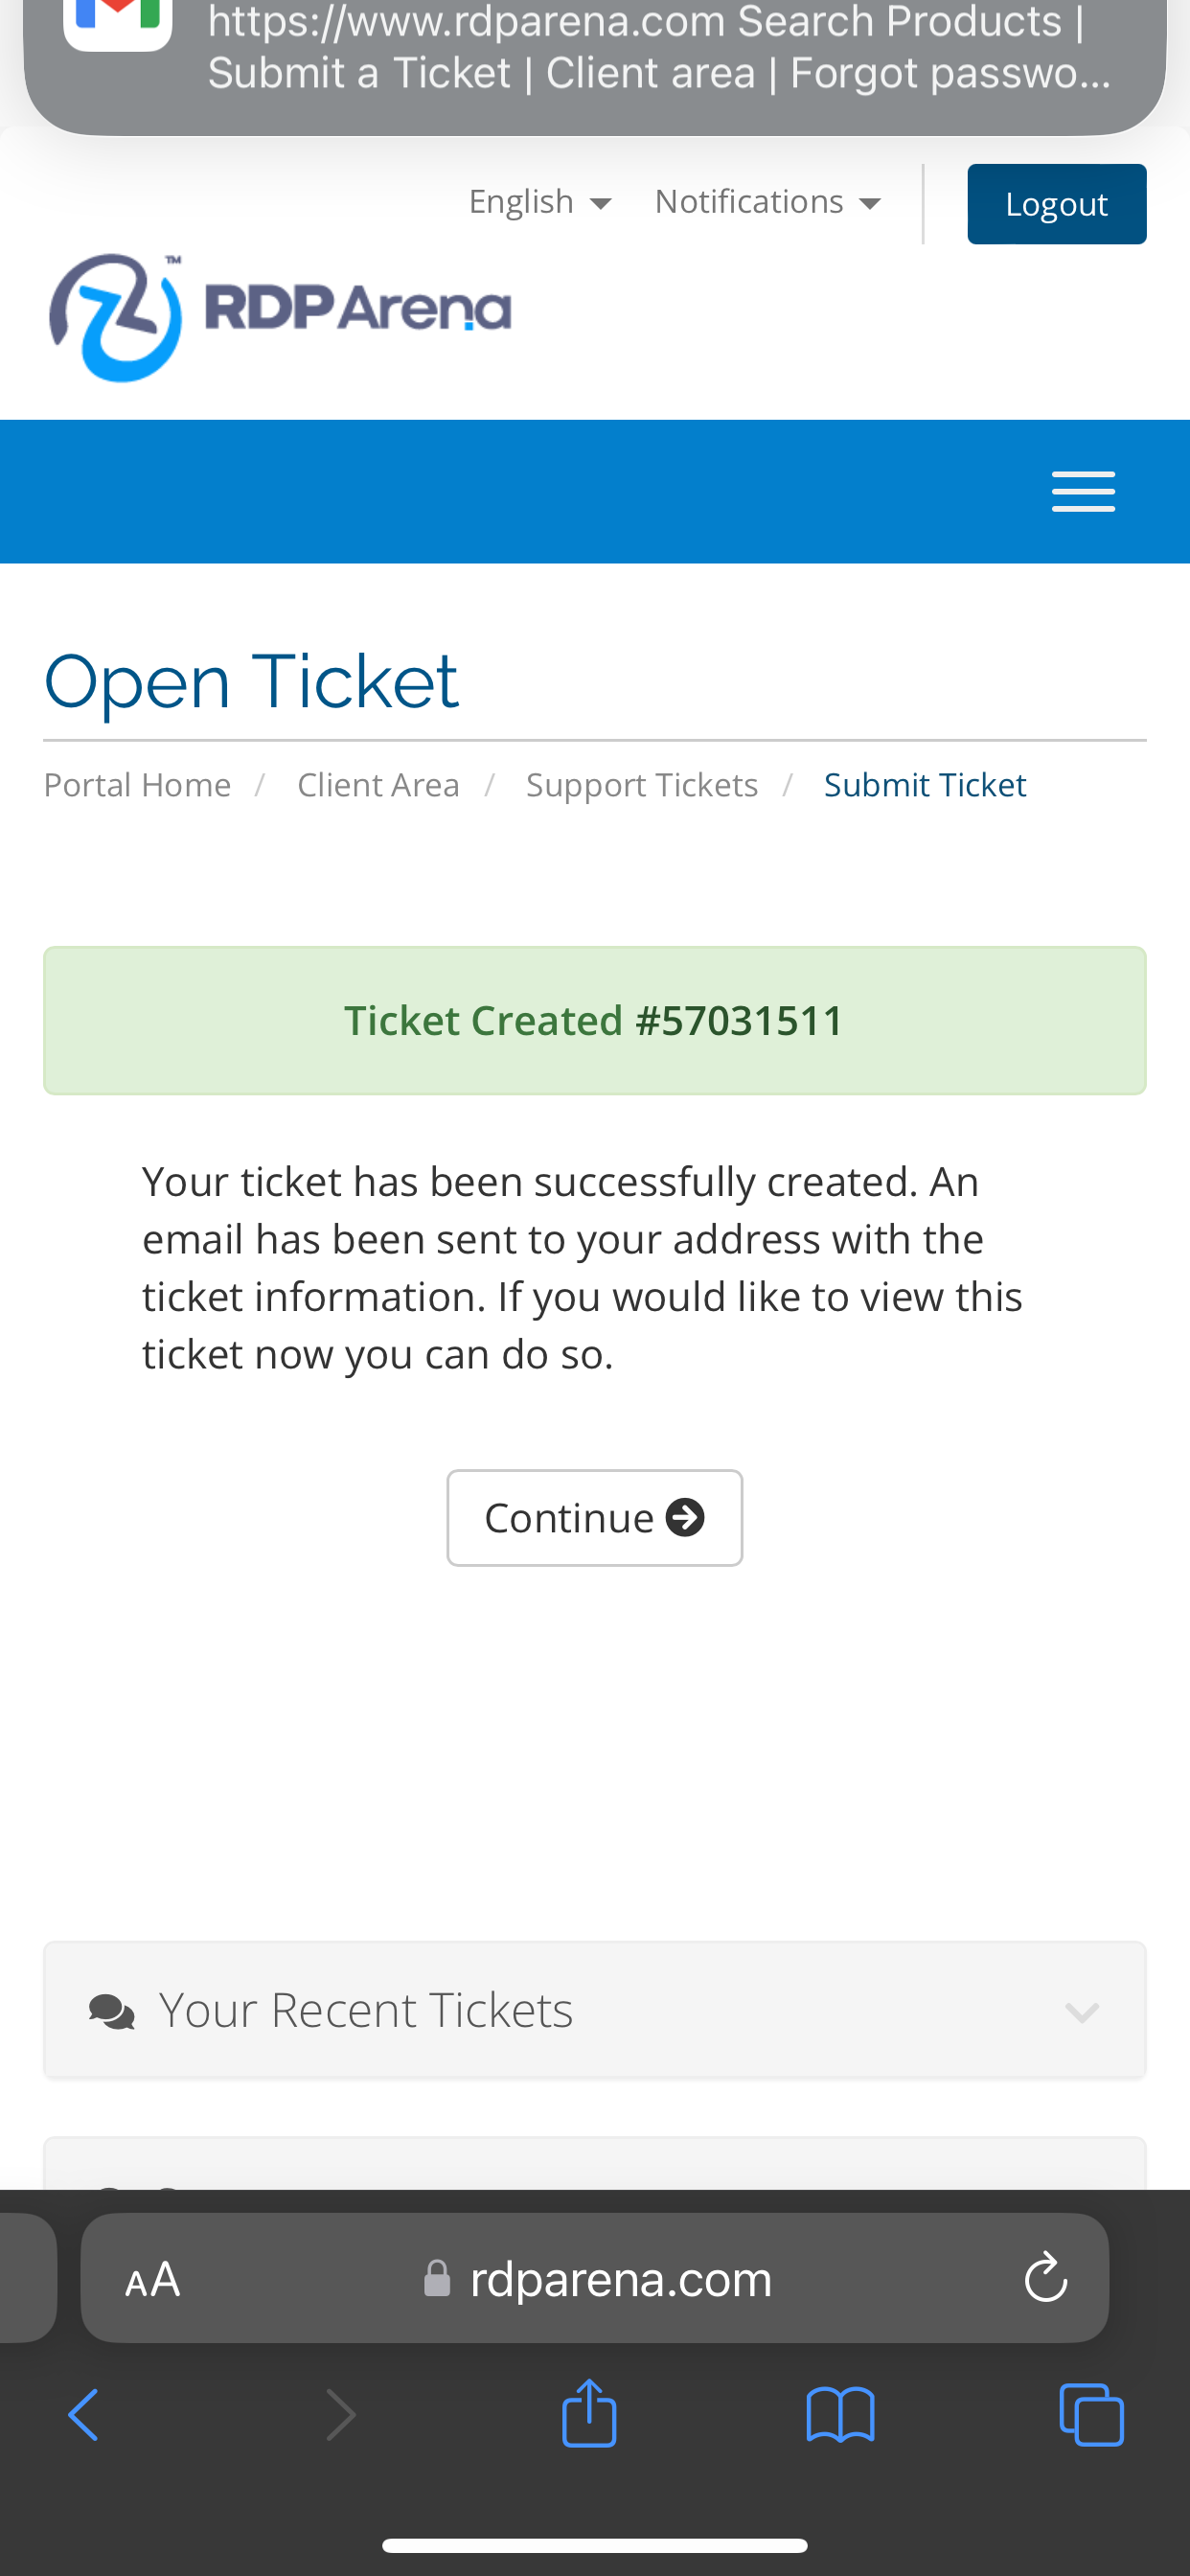 https://www.rdparena.com Search Products |
Submit a Ticket | Client area | Forgot passwo...
English Notifications Logout
RDPArena™
Open Ticket
Portal Home / Client Area / Support Tickets / Submit Ticket
Ticket Created #57031511
Your ticket has been successfully created. An
email has been sent to your address with the
ticket information. If you would like to view this
ticket now you can do so.
Continue
Your Recent Tickets
AA rdparena.com